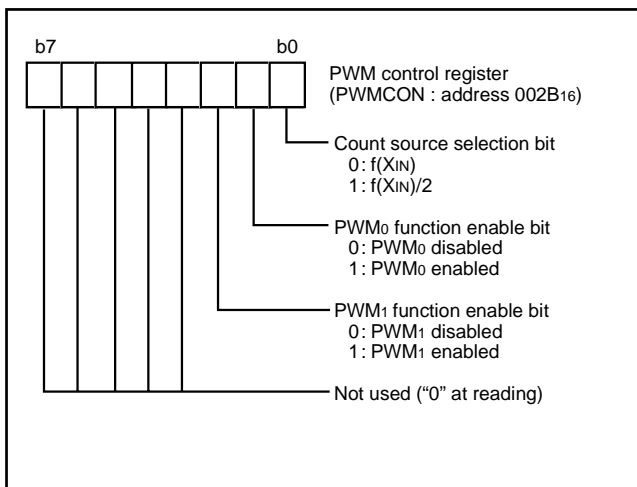 b7 b0
PWM control register
(PWMCON : address 002B16)
Count source selection bit
0: f(XIN)
1: f(XIN)/2
PWM0 function enable bit
0: PWM0 disabled
1: PWM0 enabled
PWM1 function enable bit
0: PWM1 disabled
1: PWM1 enabled
Not used (“0” at reading)